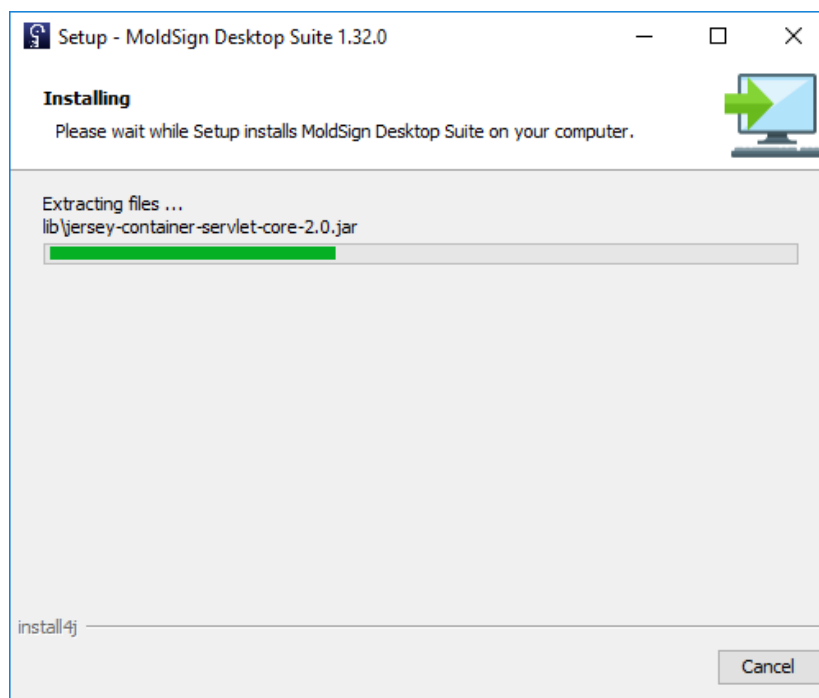 Setup - MoldSign Desktop Suite 1.32.0
Installing
Please wait while Setup installs MoldSign Desktop Suite on your computer.
Extracting files ...
lib\jersey-container-servlet-core-2.0.jar
install4j
Cancel